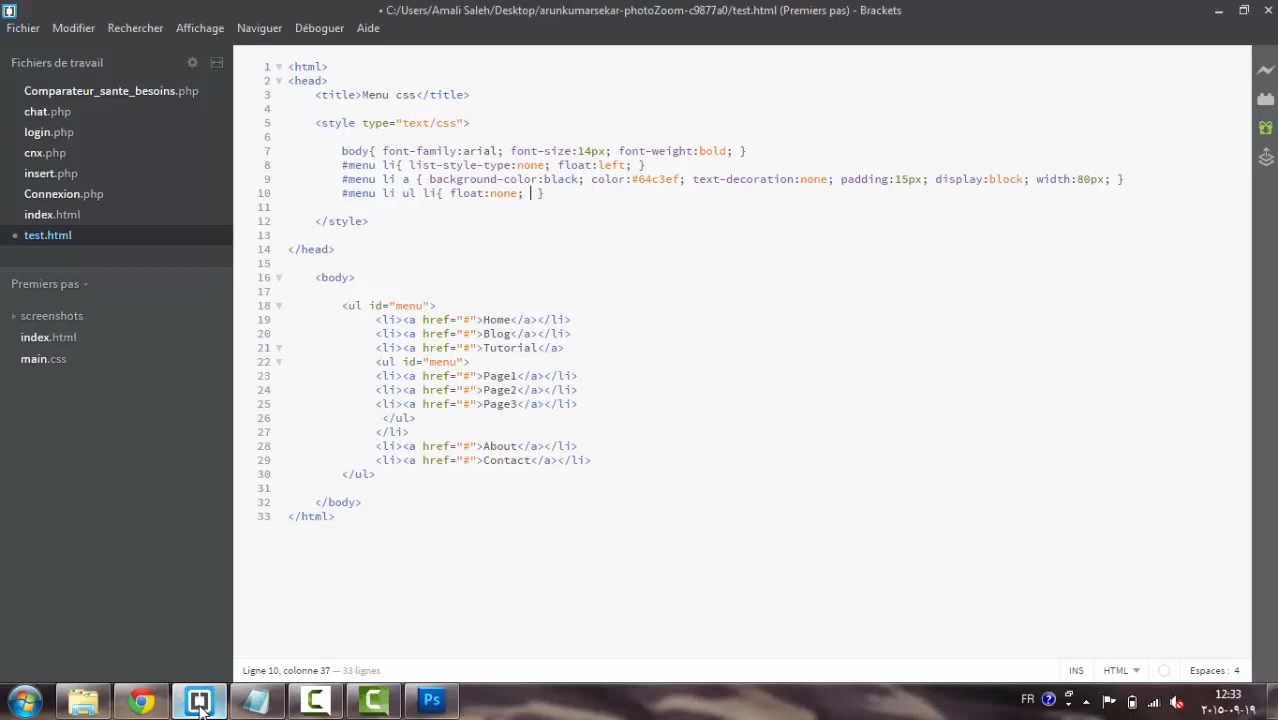 • C:/Users/Amali Saleh/Desktop/arunkumarsekar-photoZoom-c9877a0/test.html (Premiers pas) - Brackets
Fichier Modifier Rechercher Affichage Naviguer Déboguer Aide
Fichiers de travail
Comparateur_sante_besoins.php
chat.php
login.php
cnx.php
insert.php
Connexion.php
index.html
• test.html
Premiers pas
screenshots
index.html
main.css
1 <html>
2 <head>
3 <title>Menu css</title>
4
5 <style type="text/css">
6
7 body{ font-family:arial; font-size:14px; font-weight:bold; }
8 #menu li{ list-style-type:none; float:left; }
9 #menu li a { background-color:black; color:#64c3ef; text-decoration:none; padding:15px; display:block; width:80px; }
10 #menu li ul li{ float:none; }
11
12 </style>
13
14 </head>
15
16 <body>
17
18 <ul id="menu">
19 <li><a href="#">Home</a></li>
20 <li><a href="#">Blog</a></li>
21 <li><a href="#">Tutorial</a>
22 <ul id="menu">
23 <li><a href="#">Page1</a></li>
24 <li><a href="#">Page2</a></li>
25 <li><a href="#">Page3</a></li>
26 </ul>
27 </li>
28 <li><a href="#">About</a></li>
29 <li><a href="#">Contact</a></li>
30 </ul>
31
32 </body>
33 </html>
Ligne 10, colonne 37 — 33 lignes
INS HTML Espaces : 4
Ps
FR 12:33
٢٠١٥-٠٩-١٩